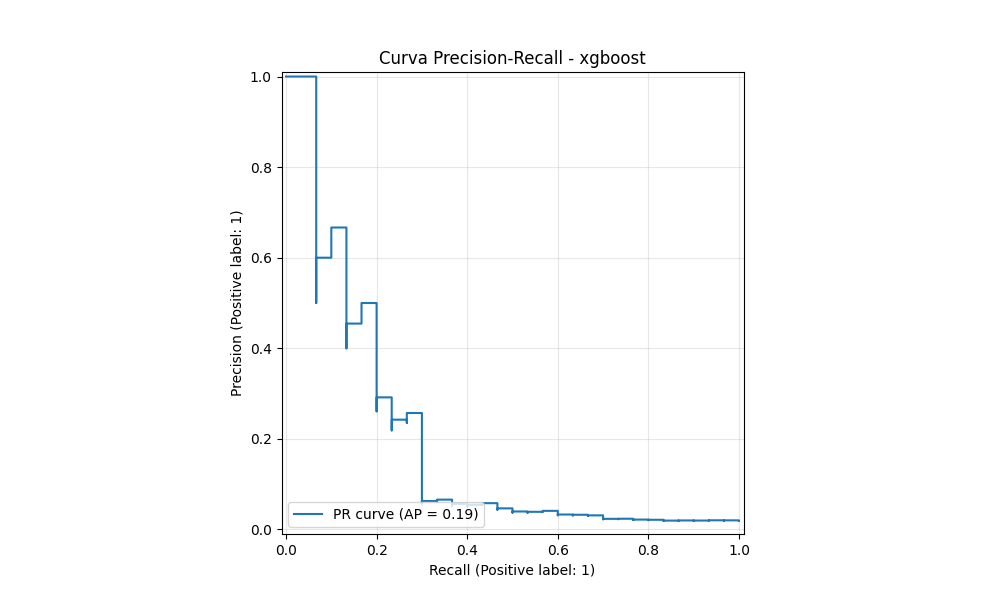 Curva Precision-Recall - xgboost
1.0
0.8
0.6
0.4
0.2
0.0
Precision (Positive label: 1)
PR curve (AP = 0.19)
0.0 0.2 0.4 0.6 0.8 1.0
Recall (Positive label: 1)